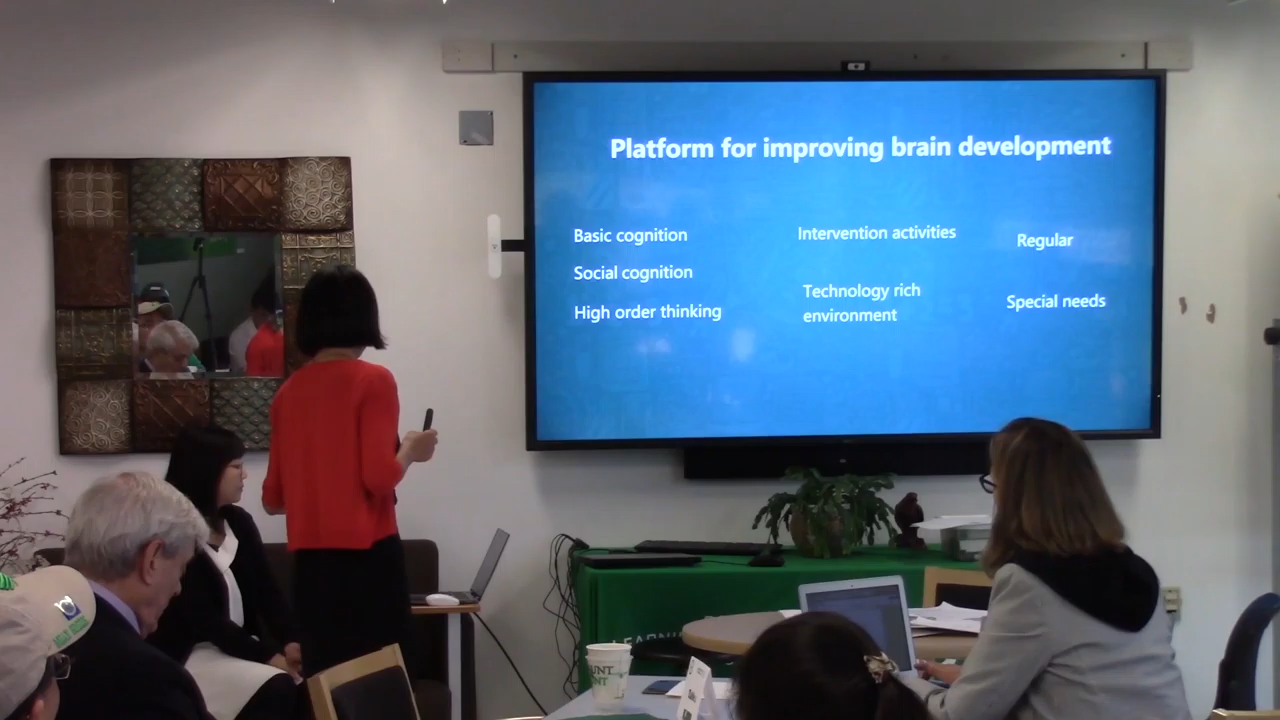 Platform for improving brain development
Basic cognition
Social cognition
High order thinking
Intervention activities
Technology rich
environment
Regular
Special needs